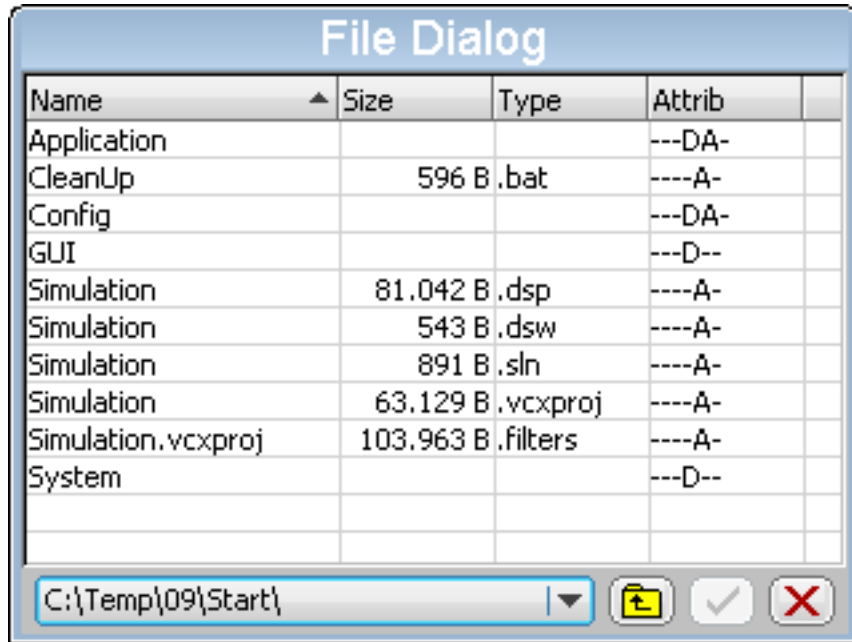 File Dialog
Name Size Type Attrib
Application ---DA-
CleanUp 596 B .bat ----A-
Config ---DA-
GUI ---D--
Simulation 81.042 B .dsp ----A-
Simulation 543 B .dsw ----A-
Simulation 891 B .sln ----A-
Simulation 63.129 B .vcxproj ----A-
Simulation.vcxproj 103.963 B .filters ----A-
System ---D--
C:\Temp\09\Start\